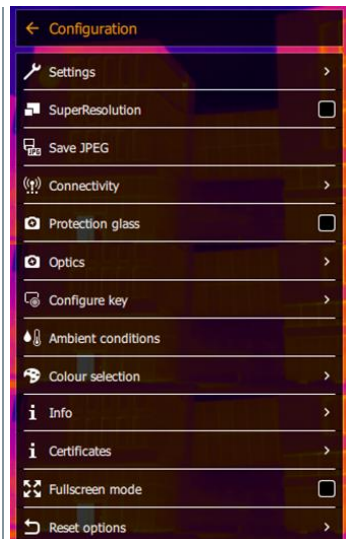 Configuration
Settings
SuperResolution
JPG
Save JPEG
Connectivity
Protection glass
Optics
Configure key
Ambient conditions
Colour selection
Info
Certificates
Fullscreen mode
Reset options